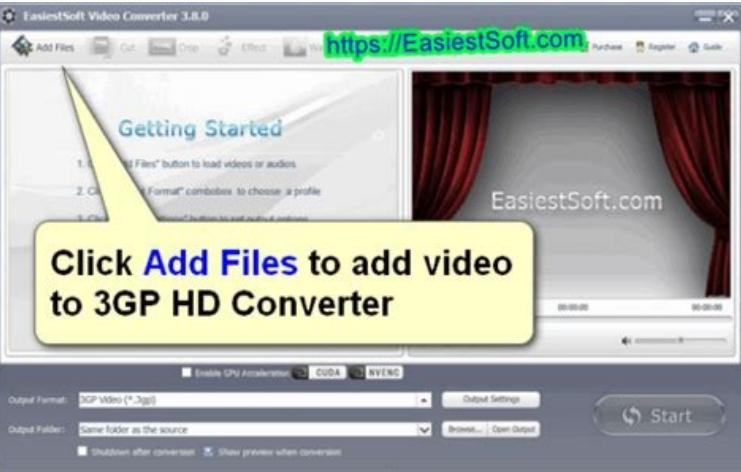 EasiestSoft Video Converter 3.8.0
Add Files Cut Crop Effect https://EasiestSoft.com Purchase Register Guide
Getting Started
1. Files" button to load videos or audios
2. Format" combobox to choose a profile
EasiestSoft.com
Click Add Files to add video
to 3GP HD Converter
00:00:00 00:00:00
Enable GPU Acceleration CUDA NVENC
Output Format: 3GP Video (*.3gp) Output Settings
Start
Output Folder: Same folder as the source Browse... Open Output
Shutdown after conversion Show preview when conversion